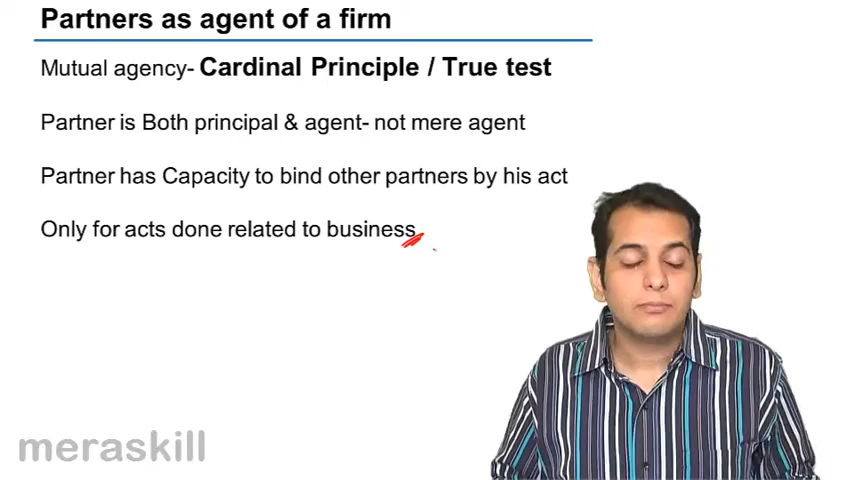 Partners as agent of a firm
Mutual agency- Cardinal Principle / True test
Partner is Both principal & agent- not mere agent
Partner has Capacity to bind other partners by his act
Only for acts done related to business
meraskill